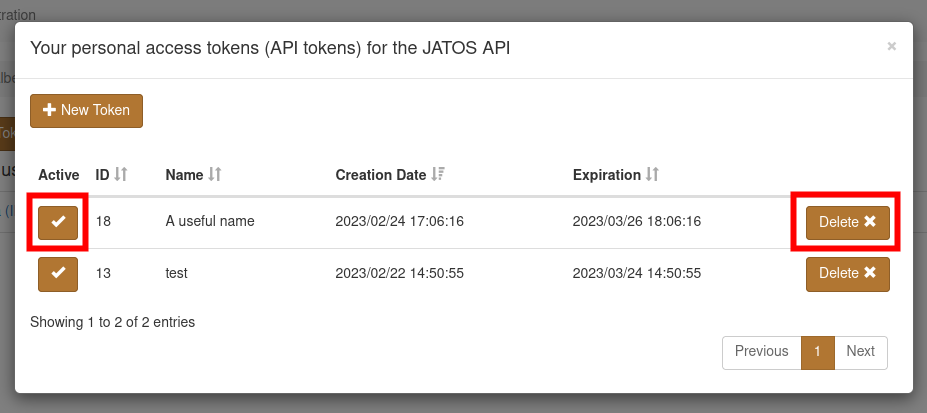 tration
Your personal access tokens (API tokens) for the JATOS API
New Token
Active ID Name Creation Date Expiration
18 A useful name 2023/02/24 17:06:16 2023/03/26 18:06:16 Delete
13 test 2023/02/22 14:50:55 2023/03/24 14:50:55 Delete
Showing 1 to 2 of 2 entries
Previous 1 Next